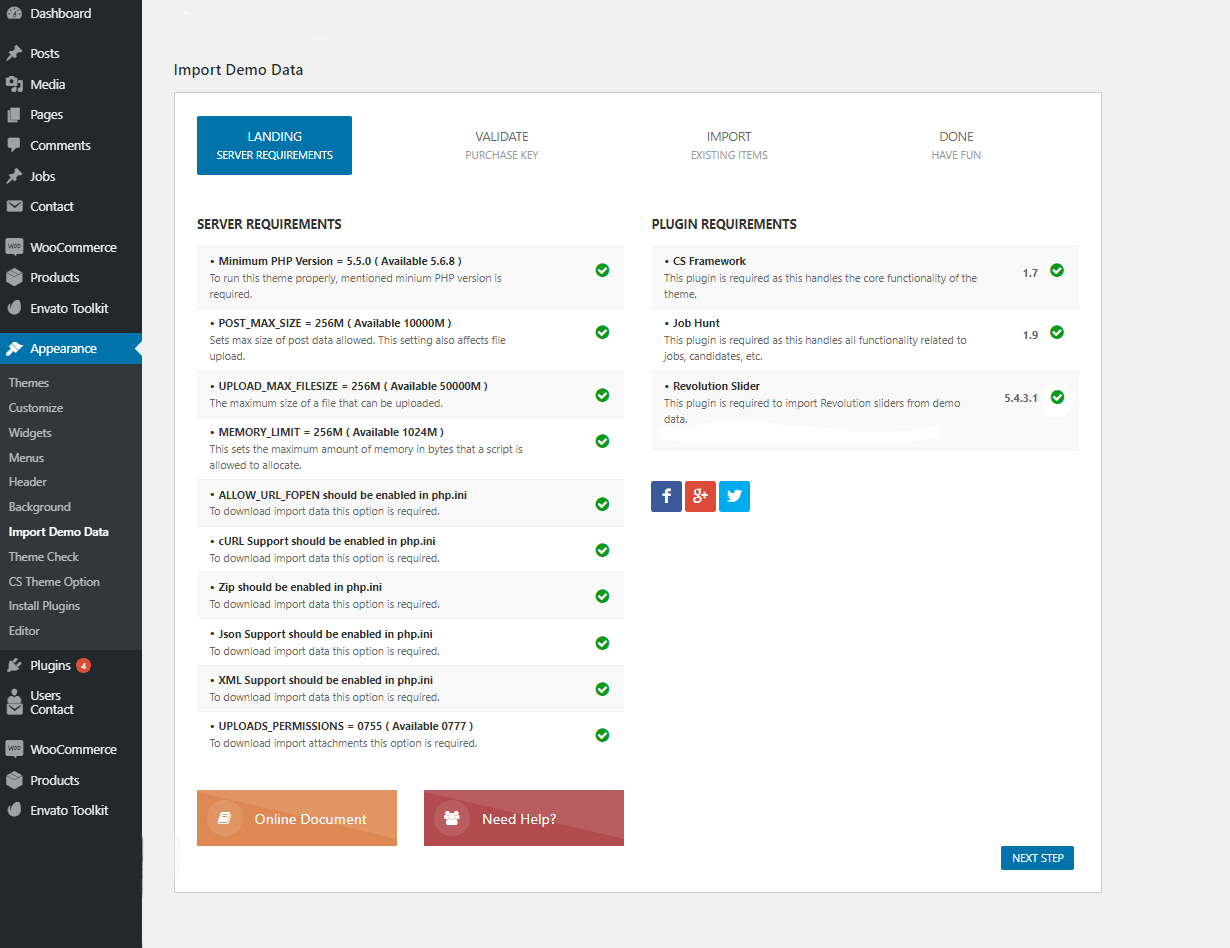 Dashboard
Posts
Media
Pages
Comments
Jobs
Contact
WooCommerce
Products
Envato Toolkit
Appearance
Themes
Customize
Widgets
Menus
Header
Background
Import Demo Data
Theme Check
CS Theme Option
Install Plugins
Editor
Plugins 4
Users
Contact
WooCommerce
Products
Envato Toolkit
Import Demo Data
LANDING
SERVER REQUIREMENTS
VALIDATE
PURCHASE KEY
IMPORT
EXISTING ITEMS
DONE
HAVE FUN
SERVER REQUIREMENTS
• Minimum PHP Version = 5.5.0 ( Available 5.6.8 )
To run this theme properly, mentioned minium PHP version is
required.
• POST_MAX_SIZE = 256M ( Available 10000M )
Sets max size of post data allowed. This setting also affects file
upload.
• UPLOAD_MAX_FILESIZE = 256M ( Available 50000M )
The maximum size of a file that can be uploaded.
• MEMORY_LIMIT = 256M ( Available 1024M )
This sets the maximum amount of memory in bytes that a script is
allowed to allocate.
• ALLOW_URL_FOPEN should be enabled in php.ini
To download import data this option is required.
• cURL Support should be enabled in php.ini
To download import data this option is required.
• Zip should be enabled in php.ini
To download import data this option is required.
• Json Support should be enabled in php.ini
To download import data this option is required.
• XML Support should be enabled in php.ini
To download import data this option is required.
• UPLOADS_PERMISSIONS = 0755 ( Available 0777 )
To download import attachments this option is required.
PLUGIN REQUIREMENTS
• CS Framework
This plugin is required as this handles the core functionality of the
theme.
1.7
• Job Hunt
This plugin is required as this handles all functionality related to
jobs, candidates, etc.
1.9
• Revolution Slider
This plugin is required to import Revolution sliders from demo
data.
5.4.3.1
Online Document
Need Help?
NEXT STEP